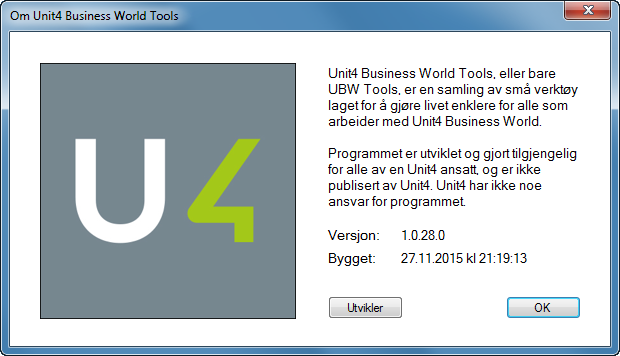 Om Unit4 Business World Tools
U4
Unit4 Business World Tools, eller bare
UBW Tools, er en samling av små verktøy
laget for å gjøre livet enklere for alle som
arbeider med Unit4 Business World.
Programmet er utviklet og gjort tilgjengelig
for alle av en Unit4 ansatt, og er ikke
publisert av Unit4. Unit4 har ikke noe
ansvar for programmet.
Versjon: 1.0.28.0
Bygget: 27.11.2015 kl 21:19:13
Utvikler OK